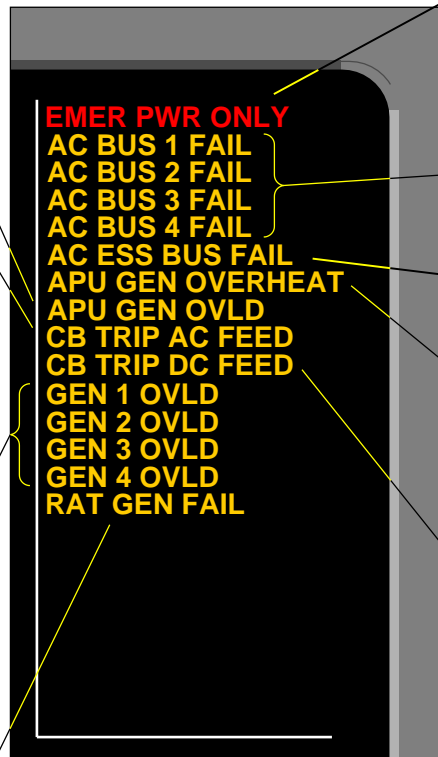 EMER PWR ONLY
AC BUS 1 FAIL
AC BUS 2 FAIL
AC BUS 3 FAIL
AC BUS 4 FAIL
AC ESS BUS FAIL
APU GEN OVERHEAT
APU GEN OVLD
CB TRIP AC FEED
CB TRIP DC FEED
GEN 1 OVLD
GEN 2 OVLD
GEN 3 OVLD
GEN 4 OVLD
RAT GEN FAIL